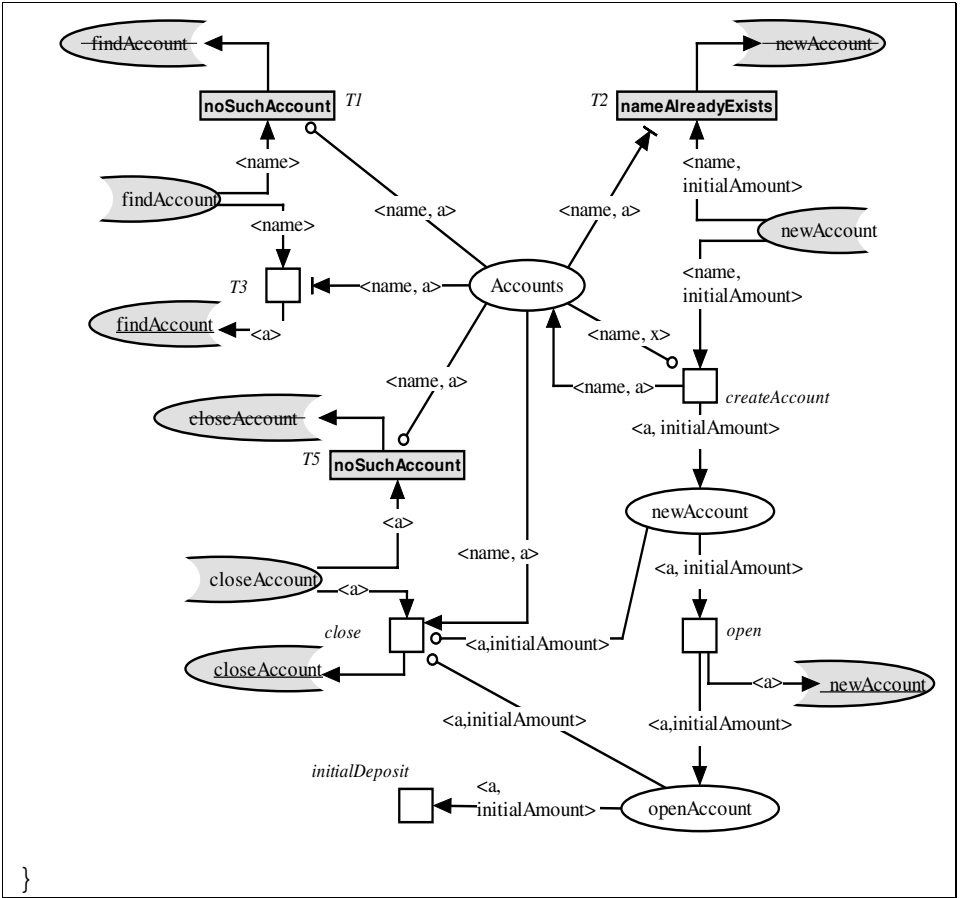 findAccount
newAccount
noSuchAccount
T1
T2
nameAlreadyExists
<name>
<name,
initialAmount>
findAccount
<name, a>
<name, a>
newAccount
<name>
T3
<name, a>
Accounts
<name,
initialAmount>
findAccount
<a>
<name, x>
<name, a>
<name, a>
createAccount
closeAccount
<a, initialAmount>
T5
noSuchAccount
newAccount
<a>
<name, a>
<a, initialAmount>
closeAccount
<a>
close
<a,initialAmount>
open
closeAccount
<a>
newAccount
<a,initialAmount>
<a,initialAmount>
initialDeposit
<a,
initialAmount>
openAccount
}